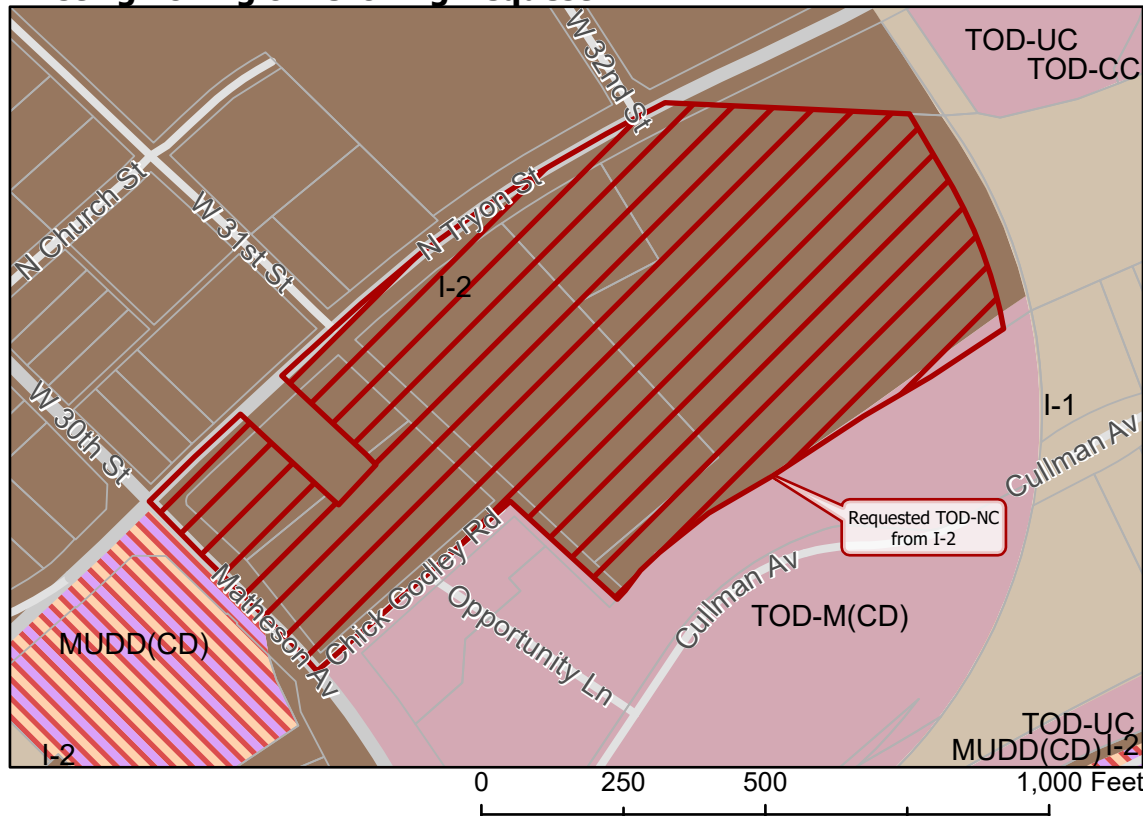 TOD-UC
TOD-CC
W 32nd St
N Church St
W 31st St
N Tryon St
I-2
W 30th St
I-1
Cullman Av
Requested TOD-NC
from I-2
Chick Godley Rd
Matheson Av
Opportunity Ln
Cullman Av
TOD-M(CD)
MUDD(CD)
I-2
TOD-UC
MUDD(CD)
I-2
0 250 500 1,000 Feet